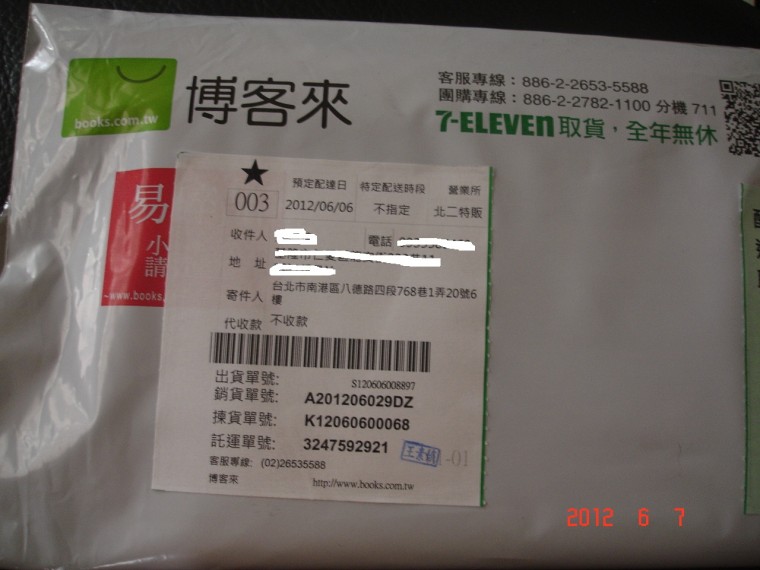 books.com.tw
博客來
客服專線：886-2-2653-5588
團購專線：886-2-2782-1100 分機 711
7-ELEVEn 取貨，全年無休
易
小
請
~www.books.
★
003
預定配達日 待定配送時段 營業所
2012/06/06 不指定 北二特販
收件人 電話
地 址
寄件人 台北市南港區八德路四段768巷1弄20號6樓
代收款 不收款
出貨單號: S120606008897
銷貨單號: A201206029DZ
揀貨單號: K12060600068
託運單號: 3247592921
-01
客服專線: (02)26535588
博客來 http://www.books.com.tw
2012 6 7